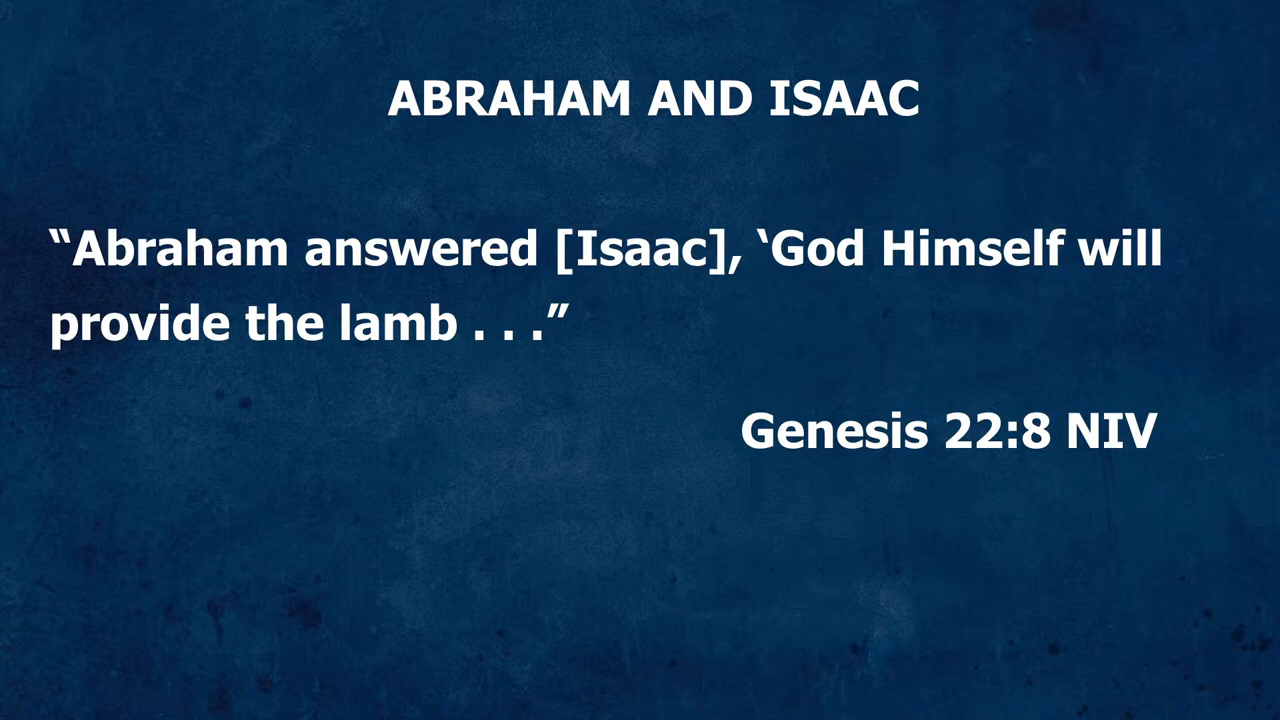 ABRAHAM AND ISAAC
“Abraham answered [Isaac], ‘God Himself will
provide the lamb . . .”
Genesis 22:8 NIV